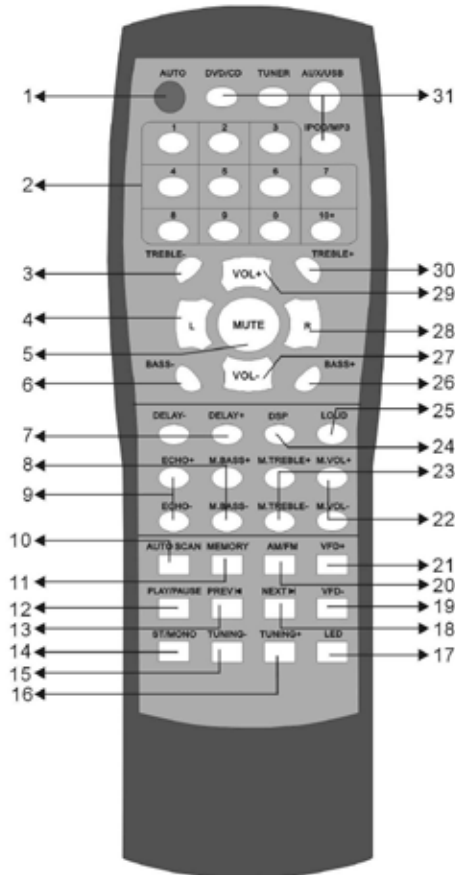 AUTO DVD/CD TUNER AUX/USB
1 31
1 2 3 IPOD/MP3
2
4 5 6 7
8 9 0 10+
TREBLE- TREBLE+
3 VOL+ 30
29
4 L MUTE R 28
5 27
BASS- VOL- BASS+
6 26
DELAY- DELAY+ DSP LOUD 25
7 24
8 ECHO+ M.BASS+ M.TREBLE+ M.VOL+ 23
9
ECHO- M.BASS- M.TREBLE- M.VOL- 22
10 AUTO SCAN MEMORY AM/FM VFD+
11 21
20
12 PLAY/PAUSE PREV NEXT VFD- 19
13 18
14 ST/MONO TUNING- TUNING+ LED 17
15
16